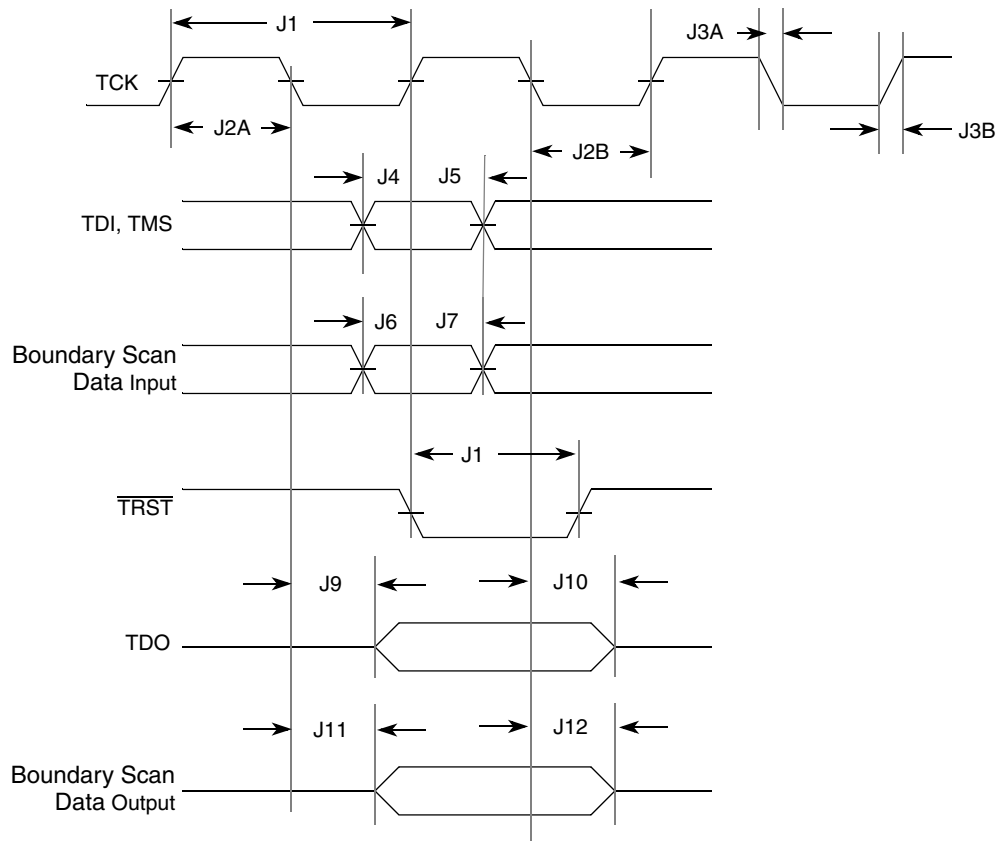 J1
J3A
TCK
J2A
J2B
J3B
J4
J5
TDI, TMS
J6
J7
Boundary Scan
Data Input
J1
TRST
J9
J10
TDO
J11
J12
Boundary Scan
Data Output